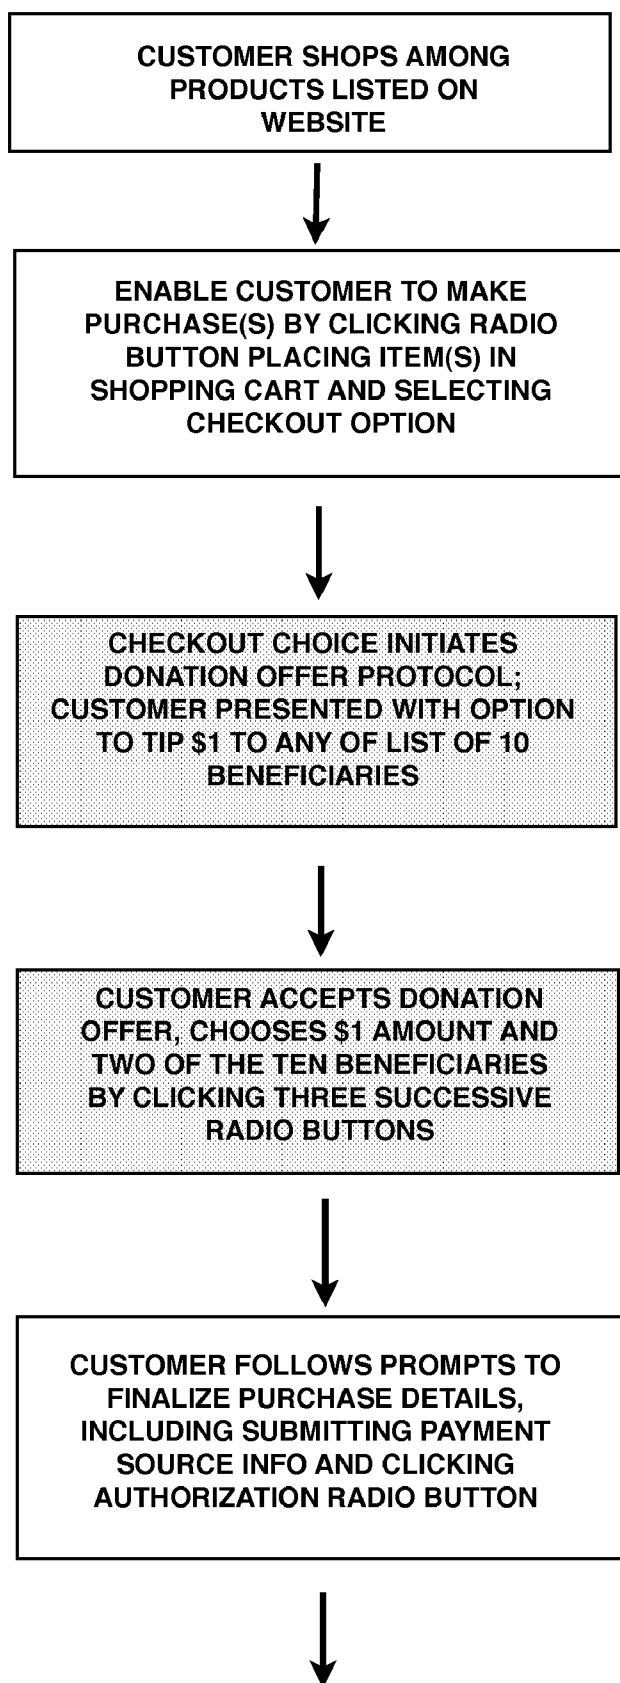 CUSTOMER SHOPS AMONG
PRODUCTS LISTED ON
WEBSITE
ENABLE CUSTOMER TO MAKE
PURCHASE(S) BY CLICKING RADIO
BUTTON PLACING ITEM(S) IN
SHOPPING CART AND SELECTING
CHECKOUT OPTION
CHECKOUT CHOICE INITIATES
DONATION OFFER PROTOCOL;
CUSTOMER PRESENTED WITH OPTION
TO TIP $1 TO ANY OF LIST OF 10
BENEFICIARIES
CUSTOMER ACCEPTS DONATION
OFFER, CHOOSES $1 AMOUNT AND
TWO OF THE TEN BENEFICIARIES
BY CLICKING THREE SUCCESSIVE
RADIO BUTTONS
CUSTOMER FOLLOWS PROMPTS TO
FINALIZE PURCHASE DETAILS,
INCLUDING SUBMITTING PAYMENT
SOURCE INFO AND CLICKING
AUTHORIZATION RADIO BUTTON